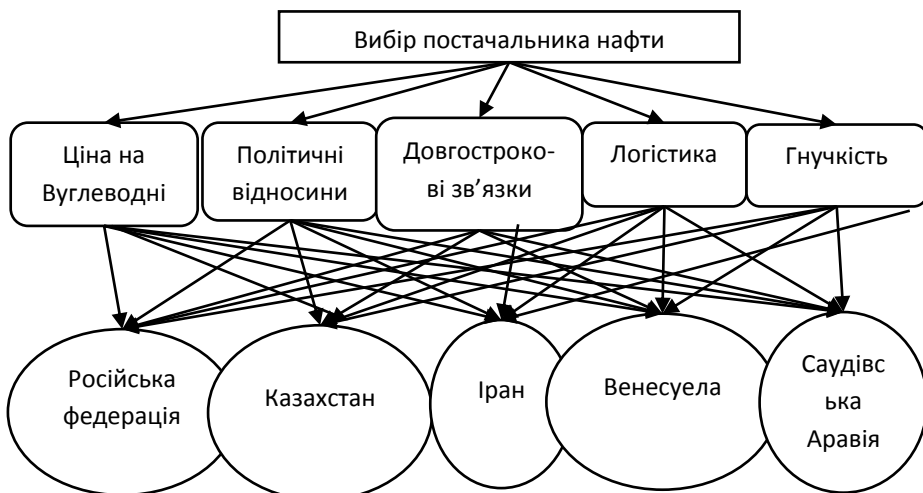 Вибір постачальника нафти
Ціна на
Вуглеводні
Політичні
відносини
Довгостроко-
ві зв’язки
Логістика
Гнучкість
Російська
федерація
Казахстан
Іран
Венесуела
Саудівс
ька
Аравія